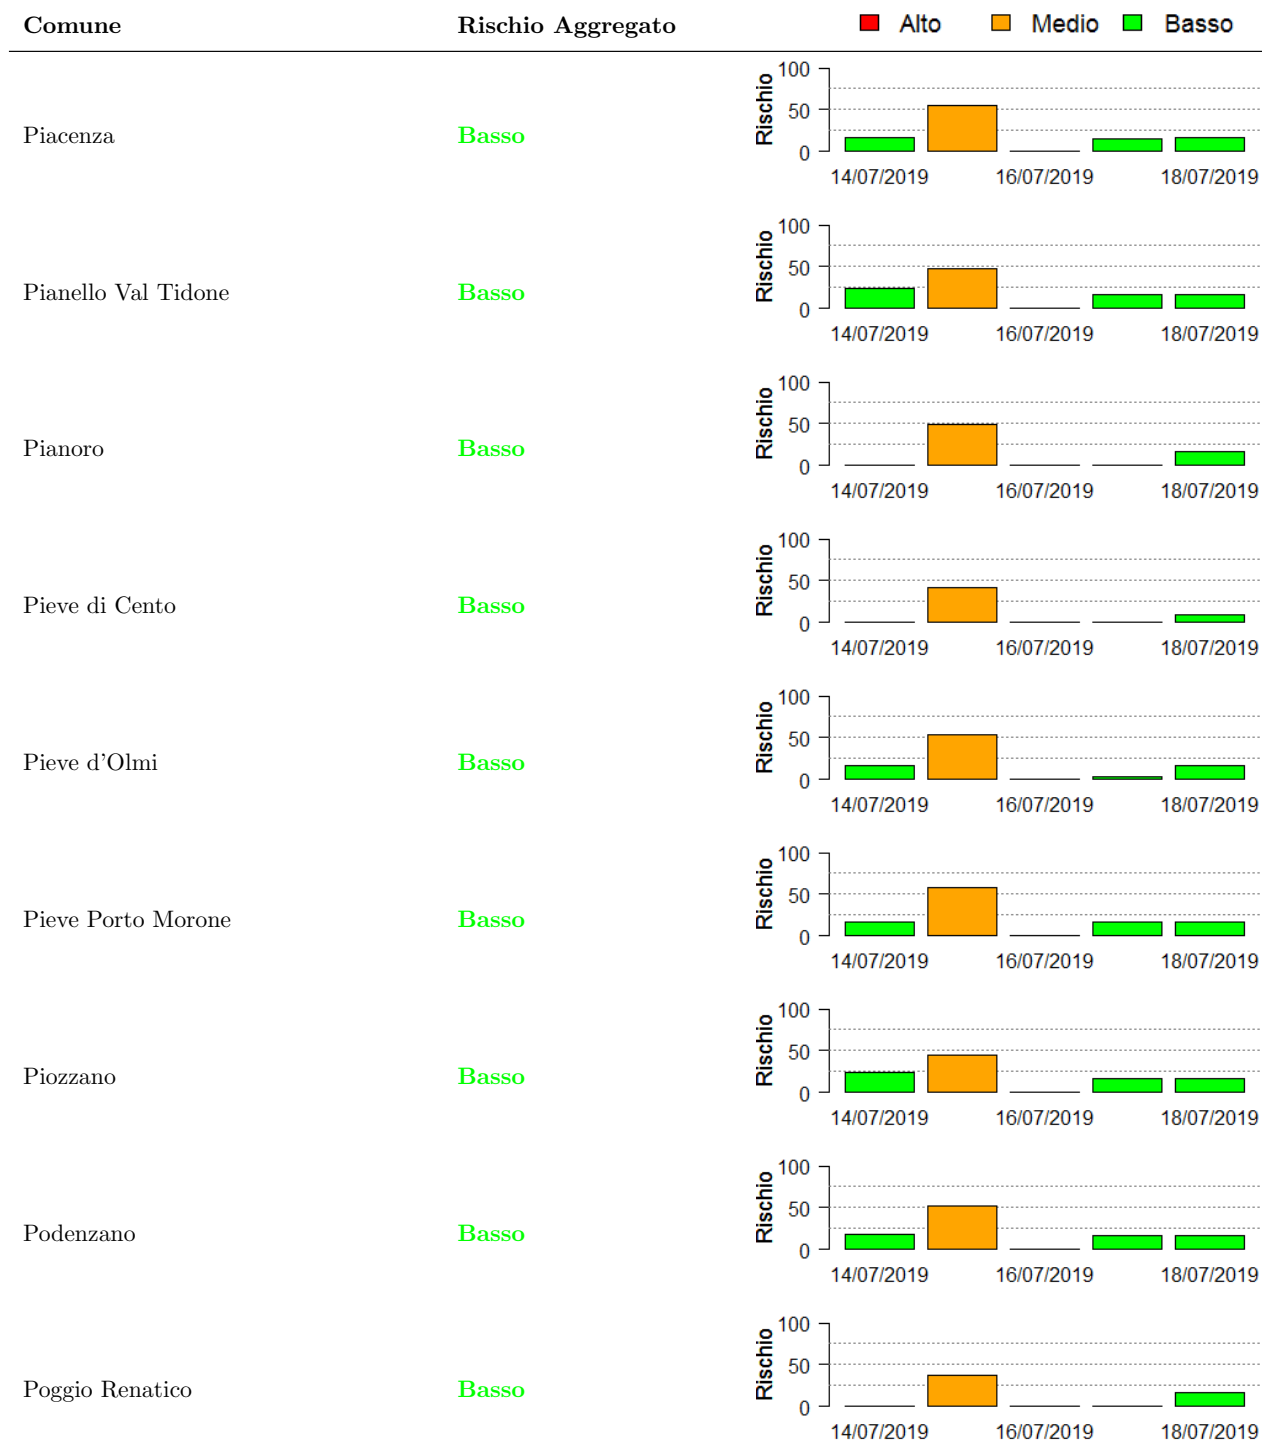 Comune Rischio Aggregato Alto Medio Basso
Piacenza Basso Rischio 100 50 0
14/07/2019 16/07/2019 18/07/2019
Pianello Val Tidone Basso Rischio 100 50 0
14/07/2019 16/07/2019 18/07/2019
Pianoro Basso Rischio 100 50 0
14/07/2019 16/07/2019 18/07/2019
Pieve di Cento Basso Rischio 100 50 0
14/07/2019 16/07/2019 18/07/2019
Pieve d'Olmi Basso Rischio 100 50 0
14/07/2019 16/07/2019 18/07/2019
Pieve Porto Morone Basso Rischio 100 50 0
14/07/2019 16/07/2019 18/07/2019
Piozzano Basso Rischio 100 50 0
14/07/2019 16/07/2019 18/07/2019
Podenzano Basso Rischio 100 50 0
14/07/2019 16/07/2019 18/07/2019
Poggio Renatico Basso Rischio 100 50 0
14/07/2019 16/07/2019 18/07/2019